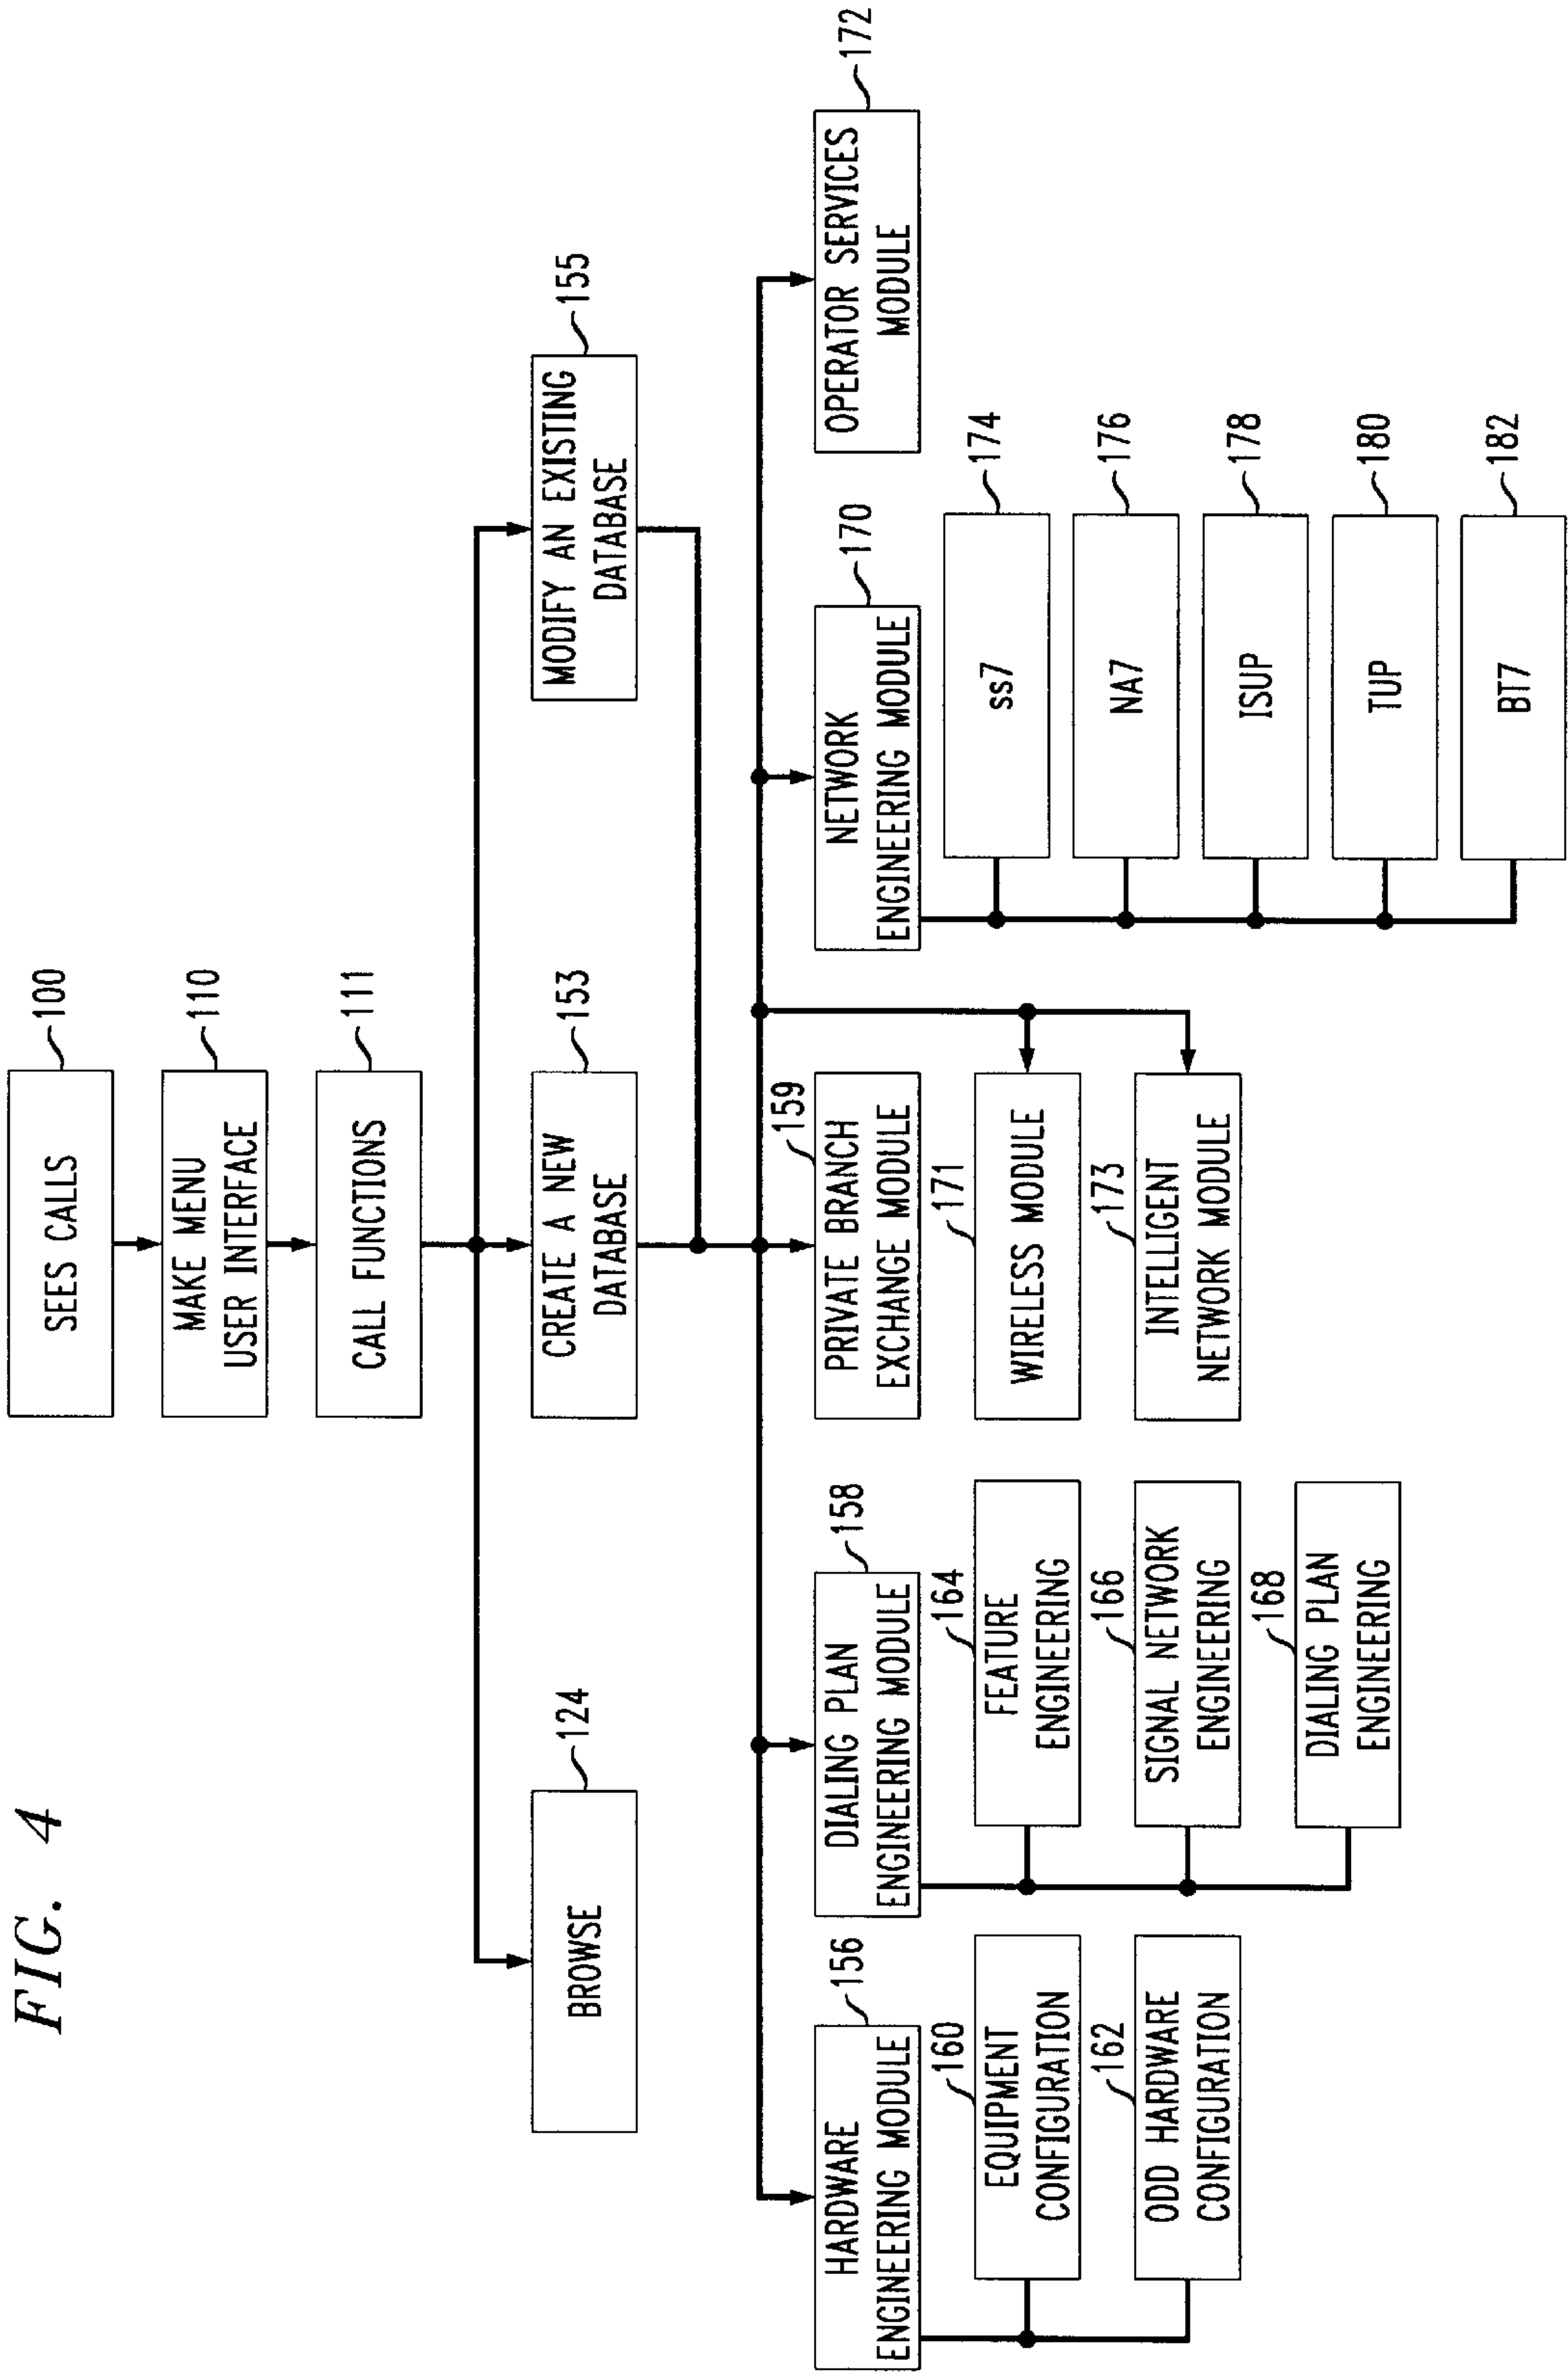 FIG. 4
SEES CALLS
100
MAKE MENU
USER INTERFACE
110
CALL FUNCTIONS
111
BROWSE
124
CREATE A NEW
DATABASE
153
MODIFY AN EXISTING
DATABASE
155
HARDWARE
ENGINEERING MODULE
156
160
EQUIPMENT
CONFIGURATION
162
ODD HARDWARE
CONFIGURATION
DIALING PLAN
ENGINEERING MODULE
158
164
FEATURE
ENGINEERING
166
SIGNAL NETWORK
ENGINEERING
168
DIALING PLAN
ENGINEERING
159
PRIVATE BRANCH
EXCHANGE MODULE
171
WIRELESS MODULE
173
INTELLIGENT
NETWORK MODULE
NETWORK
ENGINEERING MODULE
170
ss7
174
NA7
176
ISUP
178
TUP
180
BT7
182
OPERATOR SERVICES
MODULE
172